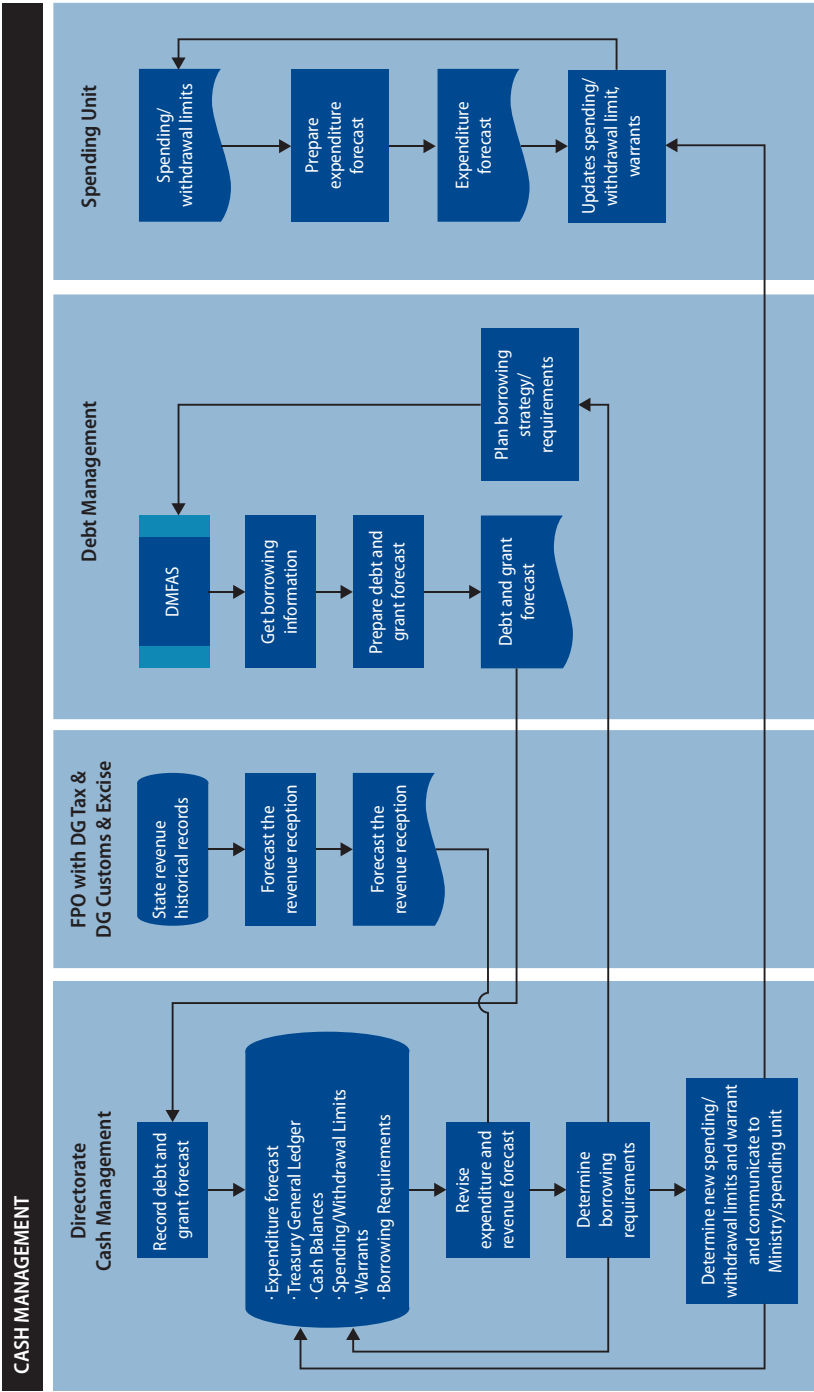 CASH MANAGEMENT
Directorate
Cash Management
Record debt and
grant forecast
· Expenditure forecast
· Treasury General Ledger
· Cash Balances
· Spending/Withdrawal Limits
· Warrants
· Borrowing Requirements
Revise
expenditure and
revenue forecast
Determine
borrowing
requirements
Determine new spending/
withdrawal limits and warrant
and communicate to
Ministry/spending unit
FPO with DG Tax &
DG Customs & Excise
State revenue
historical records
Forecast the
revenue reception
Forecast the
revenue reception
Debt Management
DMFAS
Get borrowing
information
Prepare debt and
grant forecast
Debt and grant
forecast
Plan borrowing
strategy/
requirements
Spending Unit
Spending/
withdrawal limits
Prepare
expenditure
forecast
Expenditure
forecast
Updates spending/
withdrawal limit,
warrants